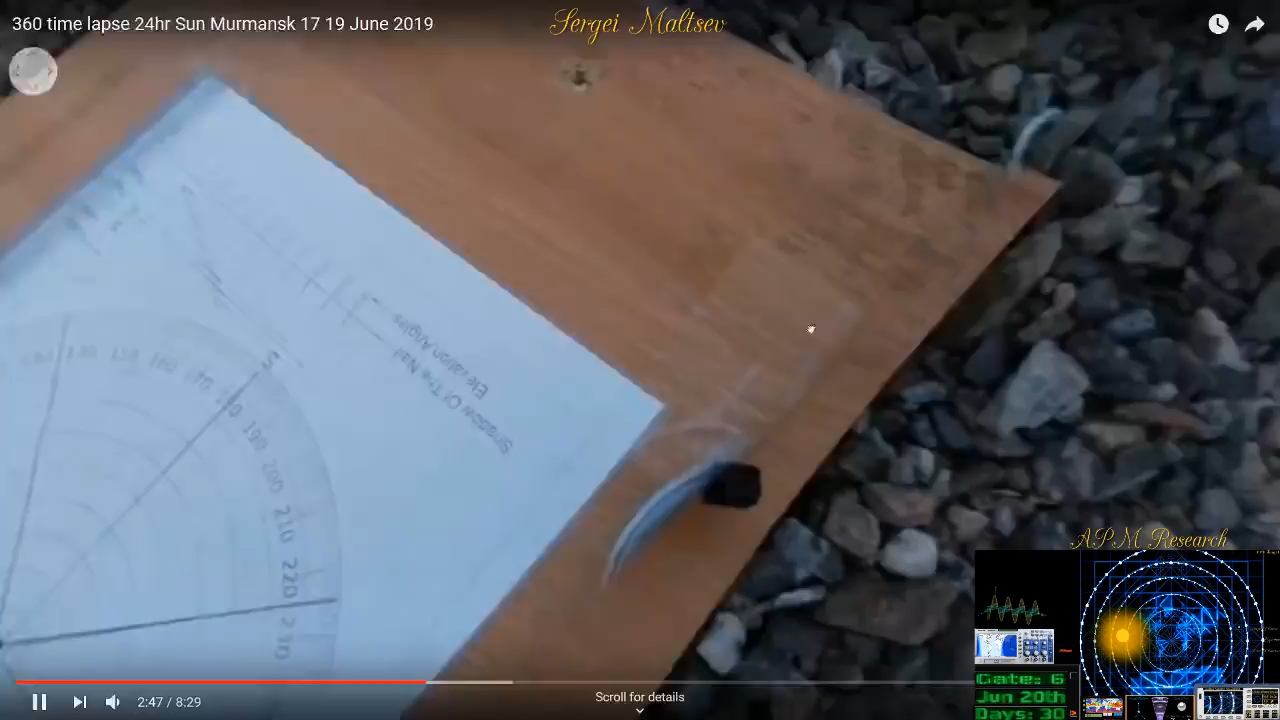 360 time lapse 24hr Sun Murmansk 17 19 June 2019
Sergei Maltsev
Elevation Angles
Shadow Of The Nail
S
190
200
210
220
2:47 / 8:29
Scroll for details
APM Research
Gate: 6
Jun 20th
Days: 30